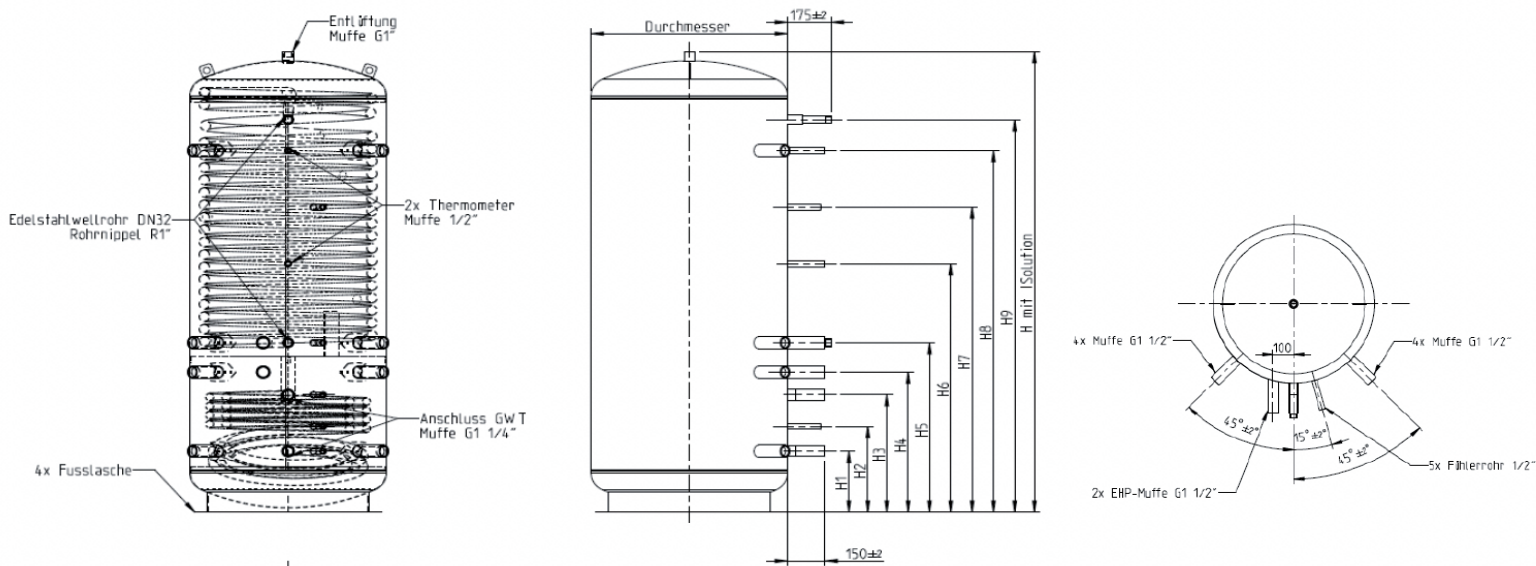 Entlüftung
Muffe G1"
Edelstahlwellrohr DN32
Rohrnippel R1"
2x Thermometer
Muffe 1/2"
Anschluss GWT
Muffe G1 1/4"
4x Fusslasche
Durchmesser
175±2
H1
H2
H3
H4
H5
H6
H7
H8
H9
H mit ISolution
150±2
4x Muffe G1 1/2"
100
4x Muffe G1 1/2"
45°±2°
15°±2°
45°±2°
5x Fühlerrohr 1/2"
2x EHP-Muffe G1 1/2"